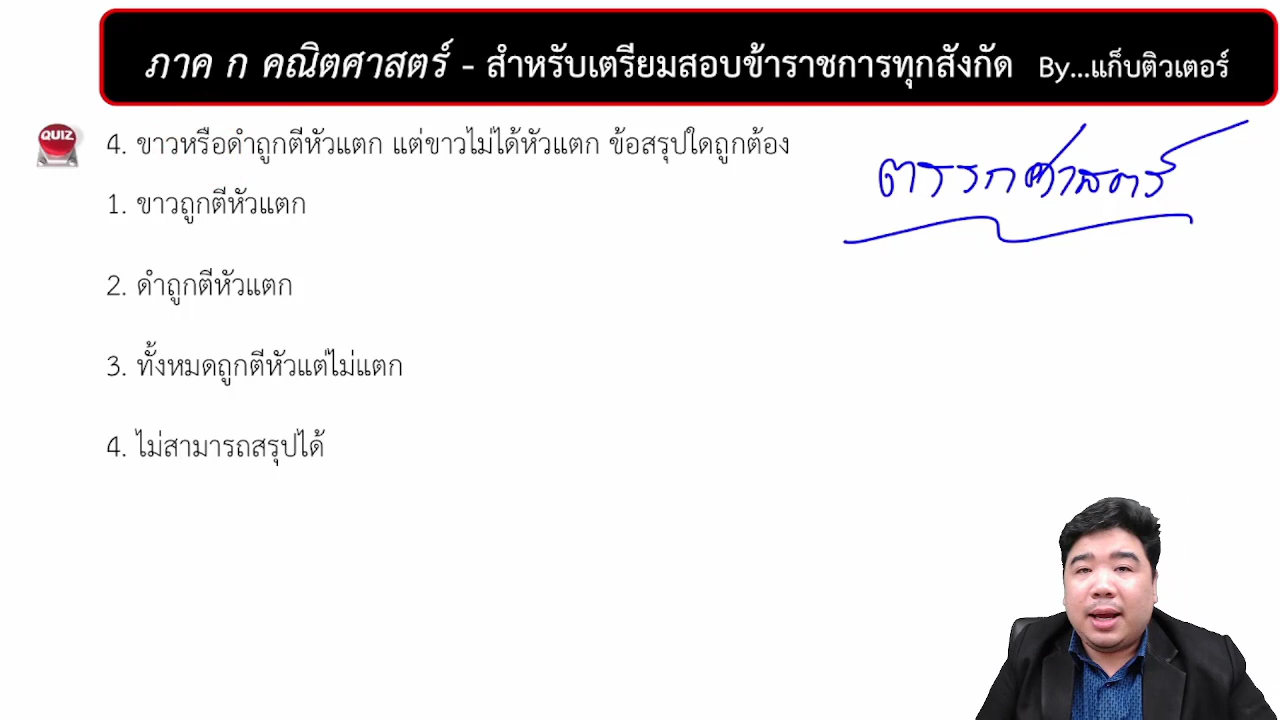 ภาค ก คณิตศาสตร์ - สำหรับเตรียมสอบข้าราชการทุกสังกัด By...แก็บติวเตอร์
QUIZ
4. ขาวหรือดำถูกตีหัวแตก แต่ขาวไม่ได้หัวแตก ข้อสรุปใดถูกต้อง
ตรรกศาสตร์
1. ขาวถูกตีหัวแตก
2. ดำถูกตีหัวแตก
3. ทั้งหมดถูกตีหัวแต่ไม่แตก
4. ไม่สามารถสรุปได้